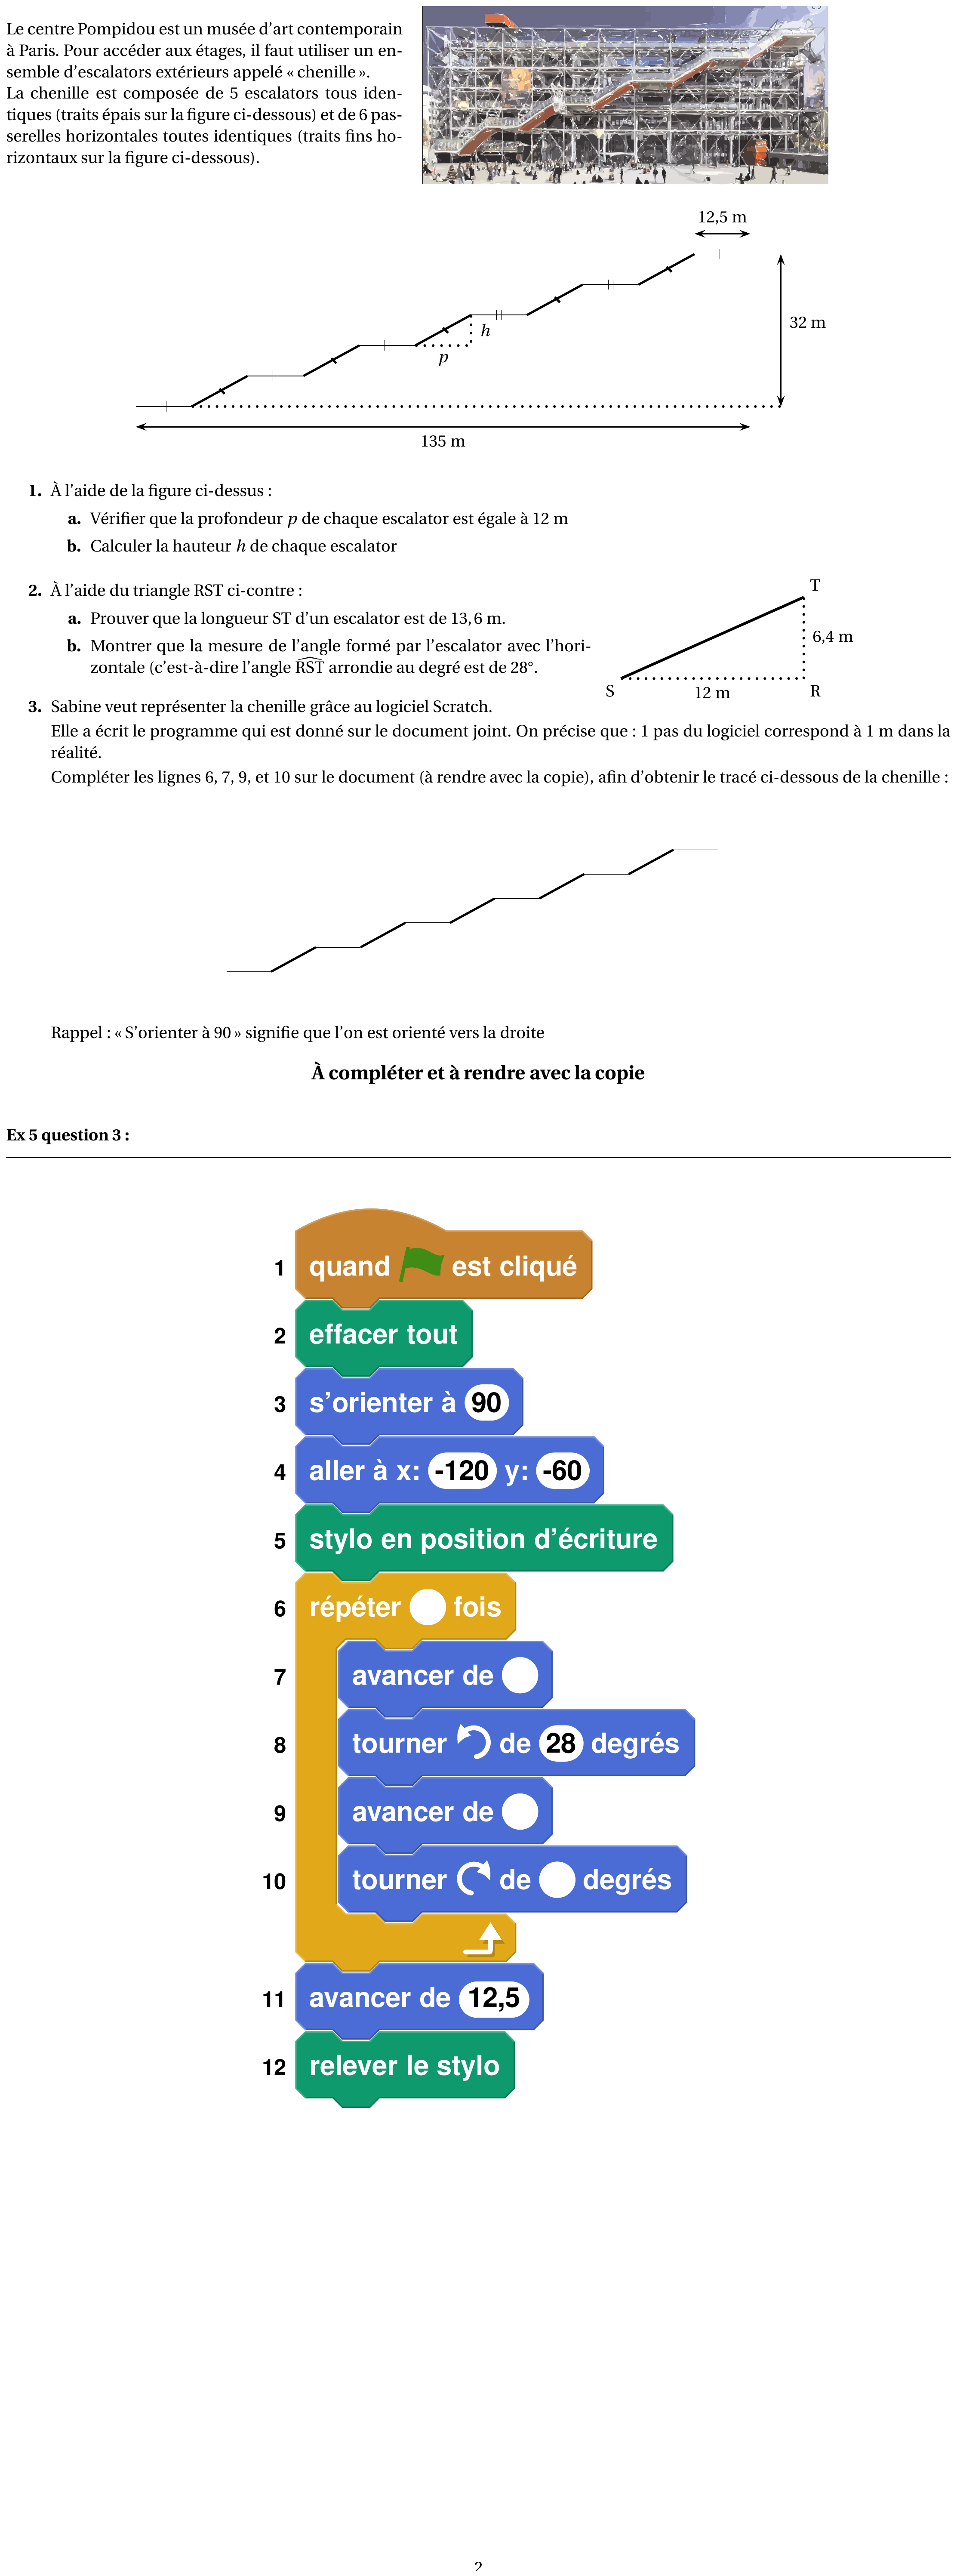 Le centre Pompidou est un musée d'art contemporain
à Paris. Pour accéder aux étages, il faut utiliser un en-
semble d'escalators extérieurs appelé « chenille ».
La chenille est composée de 5 escalators tous iden-
tiques (traits épais sur la figure ci-dessous) et de 6 pas-
serelles horizontales toutes identiques (traits fins ho-
rizontaux sur la figure ci-dessous).
12,5 m
32 m
h
p
135 m
1. À l'aide de la figure ci-dessus :
a. Vérifier que la profondeur p de chaque escalator est égale à 12 m
b. Calculer la hauteur h de chaque escalator
2. À l'aide du triangle RST ci-contre :
a. Prouver que la longueur ST d'un escalator est de 13,6 m.
b. Montrer que la mesure de l'angle formé par l'escalator avec l'hori-
zontale (c'est-à-dire l'angle RST arrondie au degré est de 28°.
T
6,4 m
S
12 m
R
3. Sabine veut représenter la chenille grâce au logiciel Scratch.
Elle a écrit le programme qui est donné sur le document joint. On précise que : 1 pas du logiciel correspond à 1 m dans la
réalité.
Compléter les lignes 6, 7, 9, et 10 sur le document (à rendre avec la copie), afin d'obtenir le tracé ci-dessous de la chenille :
Rappel : « S'orienter à 90 » signifie que l'on est orienté vers la droite
À compléter et à rendre avec la copie
Ex 5 question 3 :
1 quand est cliqué
2 effacer tout
3 s'orienter à 90
4 aller à x: -120 y: -60
5 stylo en position d'écriture
6 répéter fois
7 avancer de
8 tourner de 28 degrés
9 avancer de
10 tourner de degrés
11 avancer de 12,5
12 relever le stylo
2